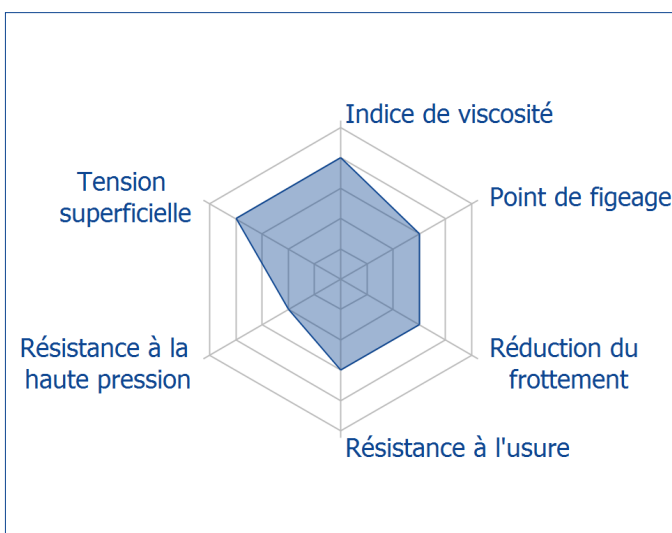 Indice de viscosité
Tension
superficielle
Point de figeage
Résistance à la
haute pression
Réduction du
frottement
Résistance à l'usure